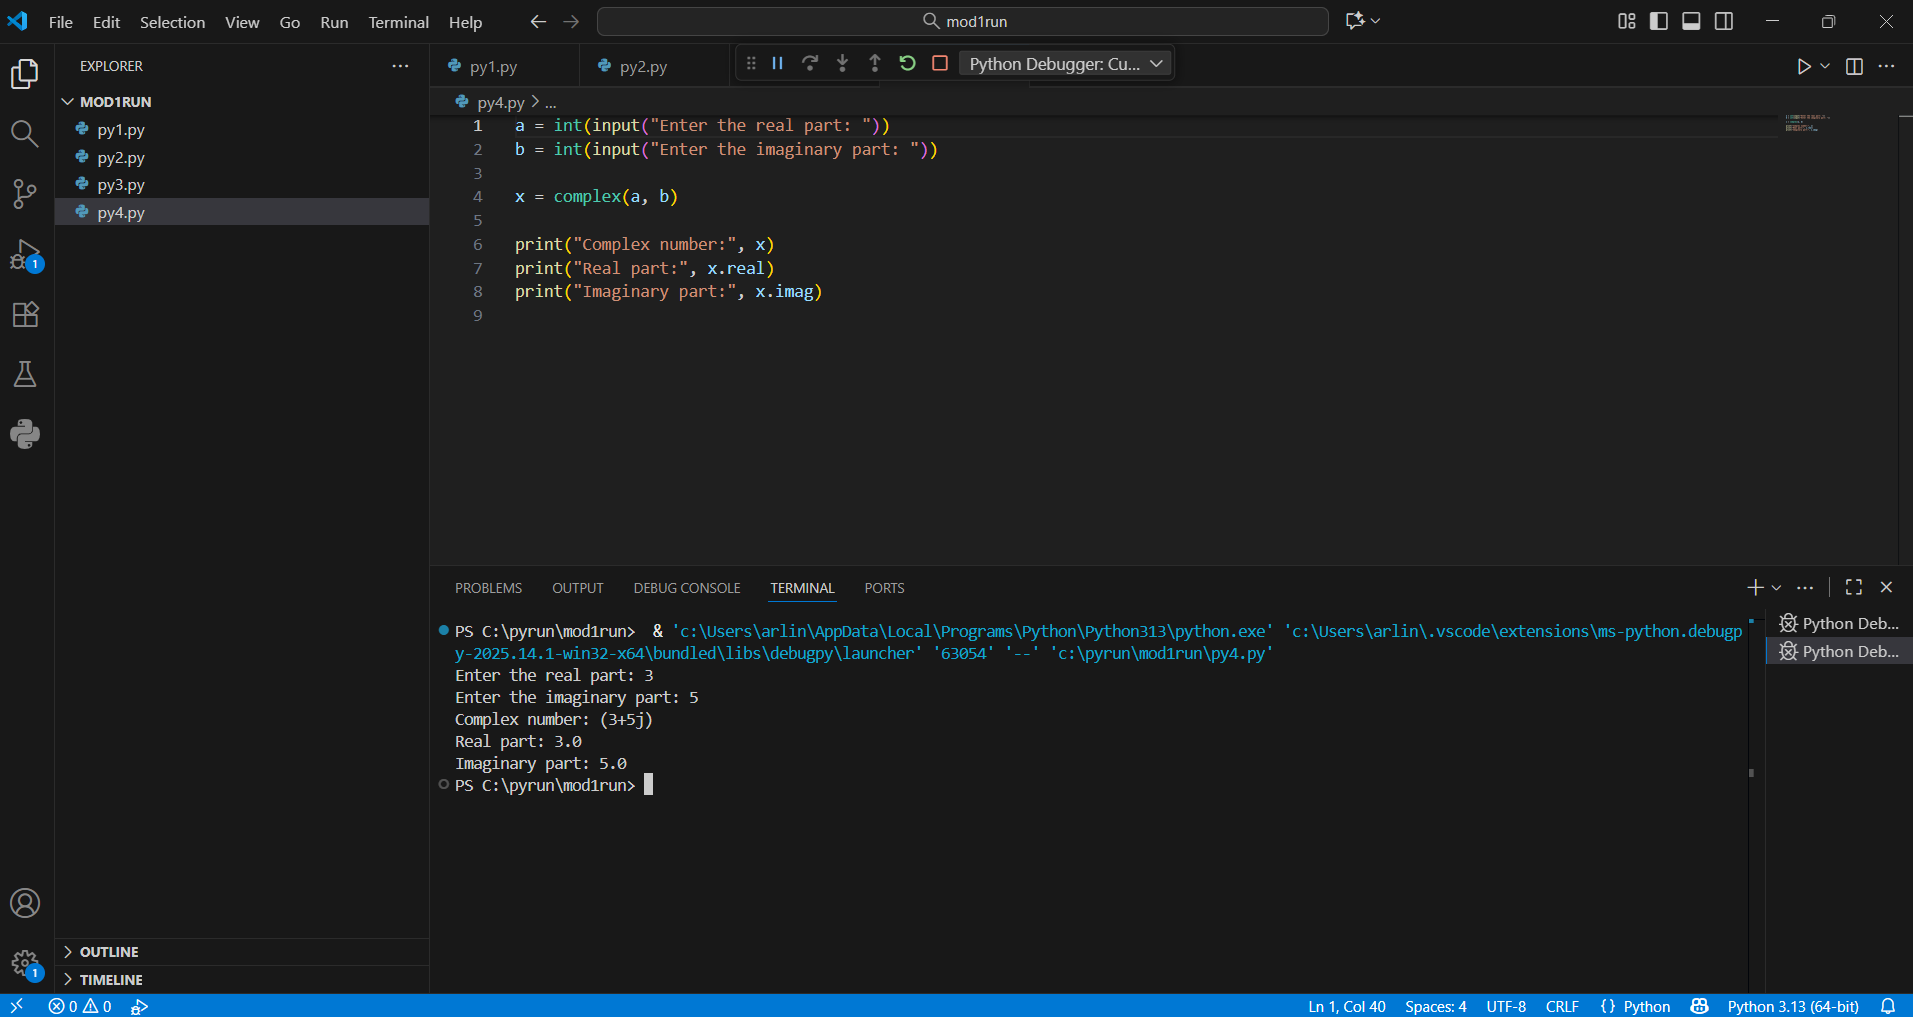 File Edit Selection View Go Run Terminal Help
mod1run
EXPLORER
py1.py
py2.py
Python Debugger: Cu...
MOD1RUN
py4.py > ...
py1.py
py2.py
py3.py
py4.py
1 a = int(input("Enter the real part: "))
2 b = int(input("Enter the imaginary part: "))
3
4 x = complex(a, b)
5
6 print("Complex number:", x)
7 print("Real part:", x.real)
8 print("Imaginary part:", x.imag)
9
1
PROBLEMS OUTPUT DEBUG CONSOLE TERMINAL PORTS
PS C:\pyrun\mod1run>  & 'c:\Users\arlin\AppData\Local\Programs\Python\Python313\python.exe' 'c:\Users\arlin\.vscode\extensions\ms-python.debugp
y-2025.14.1-win32-x64\bundled\libs\debugpy\launcher' '63054' '--' 'c:\pyrun\mod1run\py4.py'
Enter the real part: 3
Enter the imaginary part: 5
Complex number: (3+5j)
Real part: 3.0
Imaginary part: 5.0
PS C:\pyrun\mod1run>
Python Deb...
Python Deb...
OUTLINE
1
TIMELINE
0 0
Ln 1, Col 40 Spaces: 4 UTF-8 CRLF {} Python Python 3.13 (64-bit)